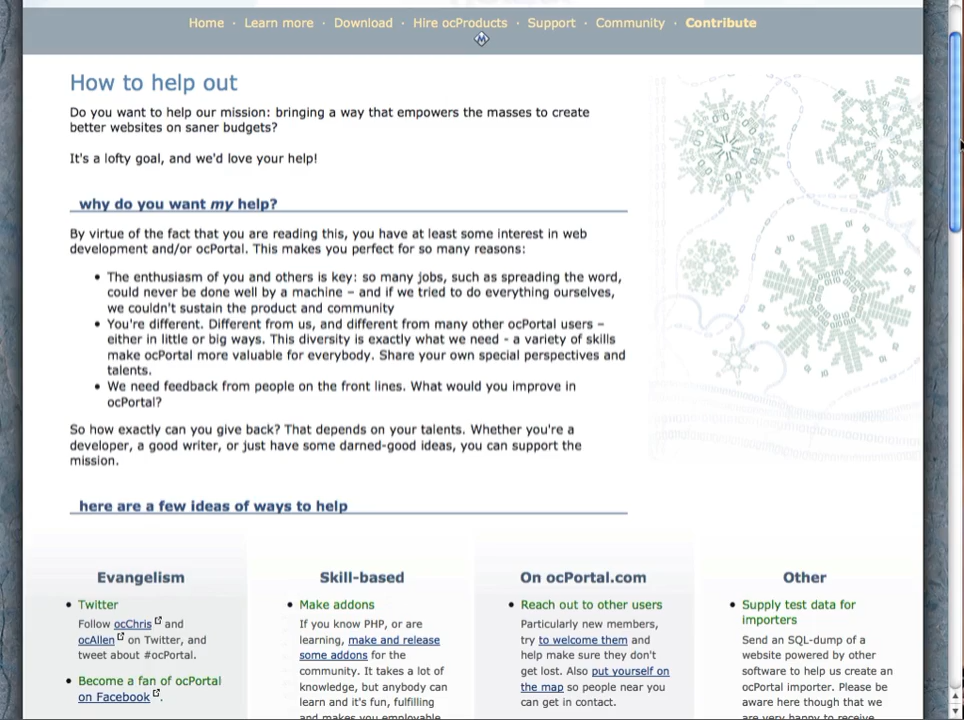 Home · Learn more · Download · Hire ocProducts · Support · Community · Contribute
How to help out
Do you want to help our mission: bringing a way that empowers the masses to create
better websites on saner budgets?
It's a lofty goal, and we'd love your help!
why do you want my help?
By virtue of the fact that you are reading this, you have at least some interest in web
development and/or ocPortal. This makes you perfect for so many reasons:
• The enthusiasm of you and others is key: so many jobs, such as spreading the word,
could never be done well by a machine – and if we tried to do everything ourselves,
we couldn't sustain the product and community
• You're different. Different from us, and different from many other ocPortal users –
either in little or big ways. This diversity is exactly what we need - a variety of skills
make ocPortal more valuable for everybody. Share your own special perspectives and
talents.
• We need feedback from people on the front lines. What would you improve in
ocPortal?
So how exactly can you give back? That depends on your talents. Whether you're a
developer, a good writer, or just have some darned-good ideas, you can support the
mission.
here are a few ideas of ways to help
Evangelism
• Twitter
Follow ocChris and
ocAllen on Twitter, and
tweet about #ocPortal.
• Become a fan of ocPortal
on Facebook.
Skill-based
• Make addons
If you know PHP, or are
learning, make and release
some addons for the
community. It takes a lot of
knowledge, but anybody can
learn and it's fun, fulfilling
and makes you employable
On ocPortal.com
• Reach out to other users
Particularly new members,
try to welcome them and
help make sure they don't
get lost. Also put yourself on
the map so people near you
can get in contact.
Other
• Supply test data for
importers
Send an SQL-dump of a
website powered by other
software to help us create an
ocPortal importer. Please be
aware here though that we
are very happy to receive